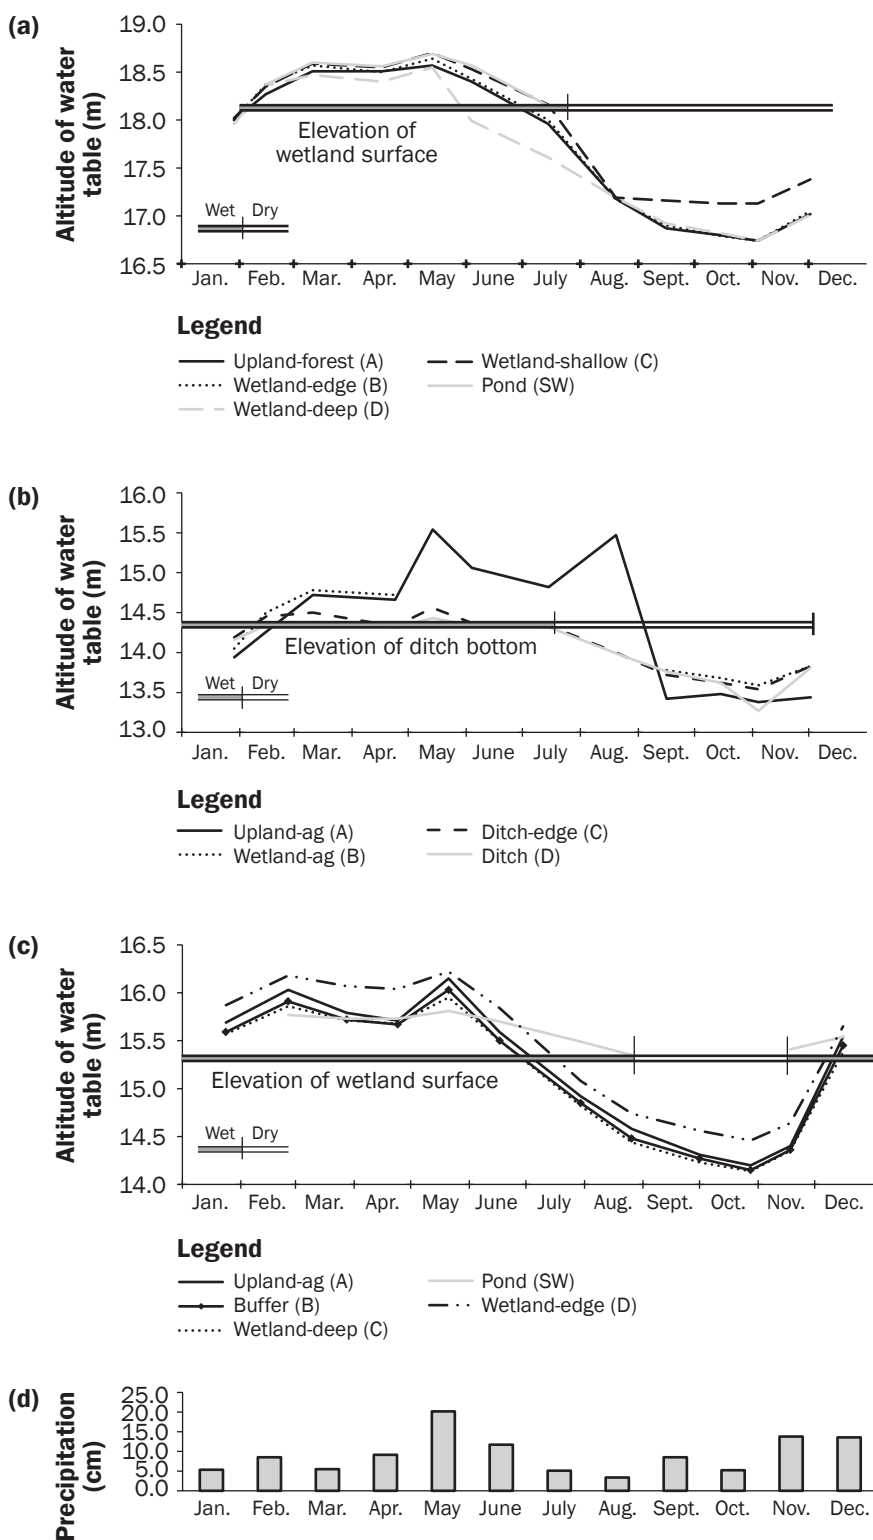 (a)
Altitude of water
table (m)
19.0
18.5
18.0
17.5
17.0
16.5
Elevation of
wetland surface
Wet Dry
Jan. Feb. Mar. Apr. May June July Aug. Sept. Oct. Nov. Dec.
Legend
Upland-forest (A) Wetland-shallow (C)
Wetland-edge (B) Pond (SW)
Wetland-deep (D)
(b)
Altitude of water
table (m)
16.0
15.5
15.0
14.5
14.0
13.5
13.0
Elevation of ditch bottom
Wet Dry
Jan. Feb. Mar. Apr. May June July Aug. Sept. Oct. Nov. Dec.
Legend
Upland-ag (A) Ditch-edge (C)
Wetland-ag (B) Ditch (D)
(c)
Altitude of water
table (m)
16.5
16.0
15.5
15.0
14.5
14.0
Elevation of wetland surface
Wet Dry
Jan. Feb. Mar. Apr. May June July Aug. Sept. Oct. Nov. Dec.
Legend
Upland-ag (A) Pond (SW)
Buffer (B) Wetland-edge (D)
Wetland-deep (C)
(d)
Precipitation
(cm)
25.0
20.0
15.0
10.0
5.0
0.0
Jan. Feb. Mar. Apr. May June July Aug. Sept. Oct. Nov. Dec.